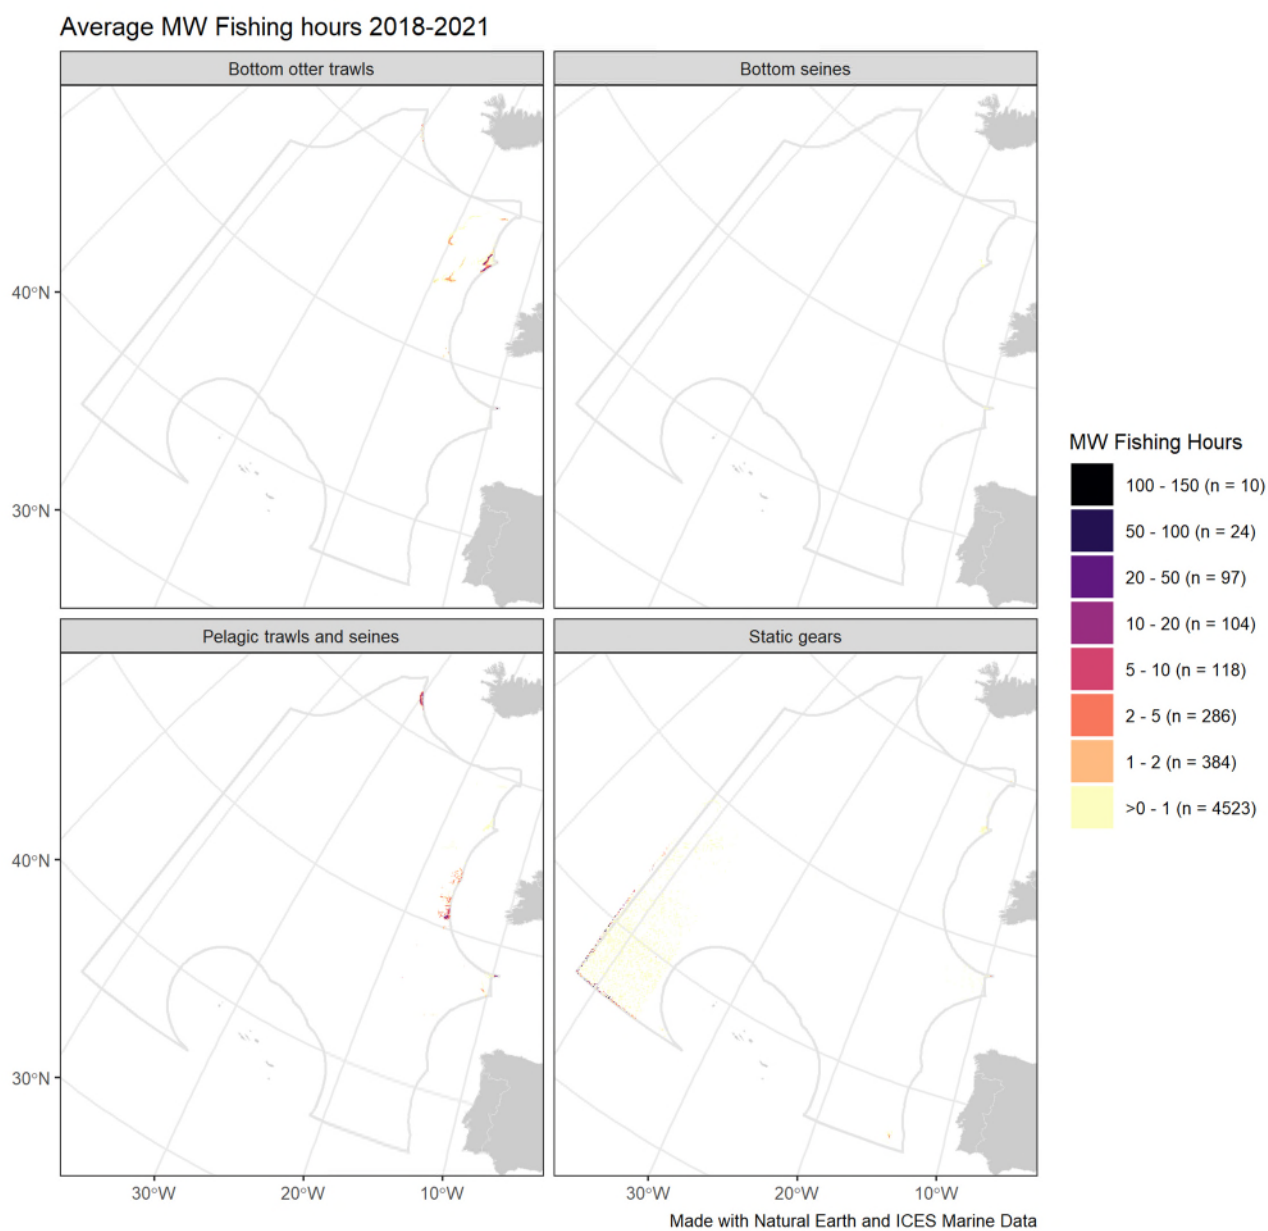 Average MW Fishing hours 2018-2021
Bottom otter trawls
Bottom seines
40°N
30°N
Pelagic trawls and seines
Static gears
40°N
30°N
30°W
20°W
10°W
30°W
20°W
10°W
MW Fishing Hours
100 - 150 (n = 10)
50 - 100 (n = 24)
20 - 50 (n = 97)
10 - 20 (n = 104)
5 - 10 (n = 118)
2 - 5 (n = 286)
1 - 2 (n = 384)
>0 - 1 (n = 4523)
Made with Natural Earth and ICES Marine Data